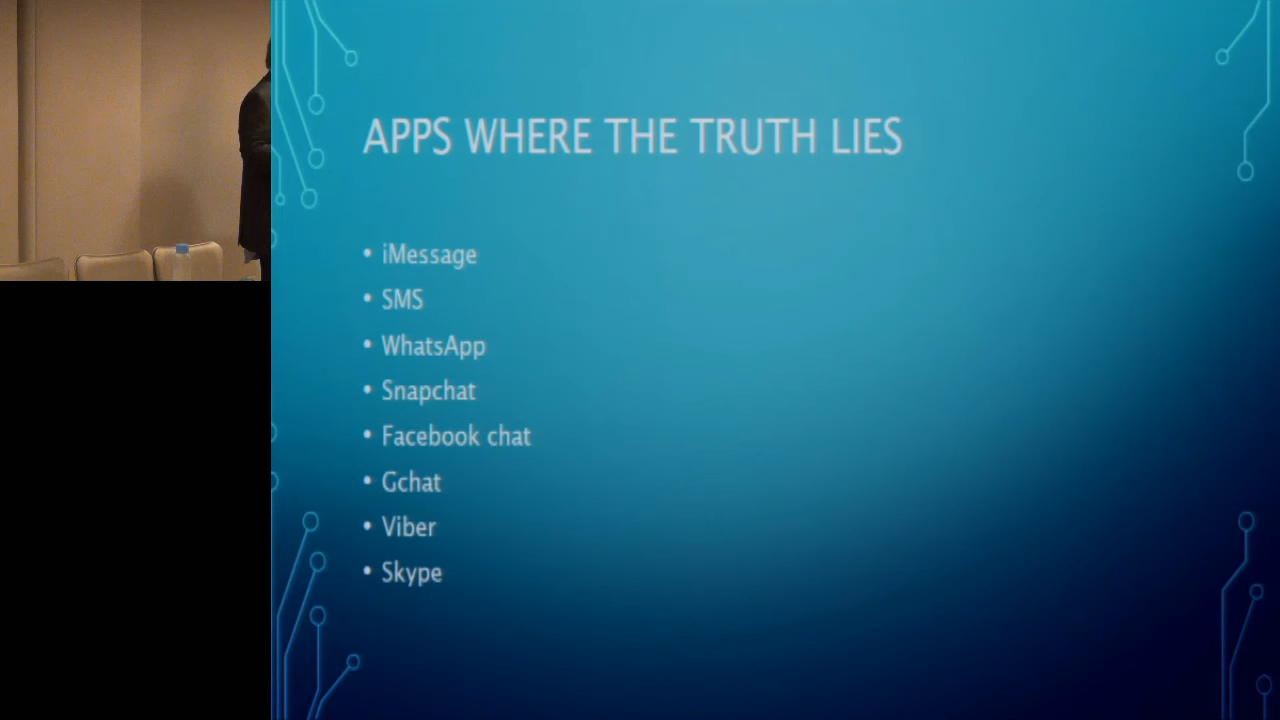 APPS WHERE THE TRUTH LIES
• iMessage
• SMS
• WhatsApp
• Snapchat
• Facebook chat
• Gchat
• Viber
• Skype